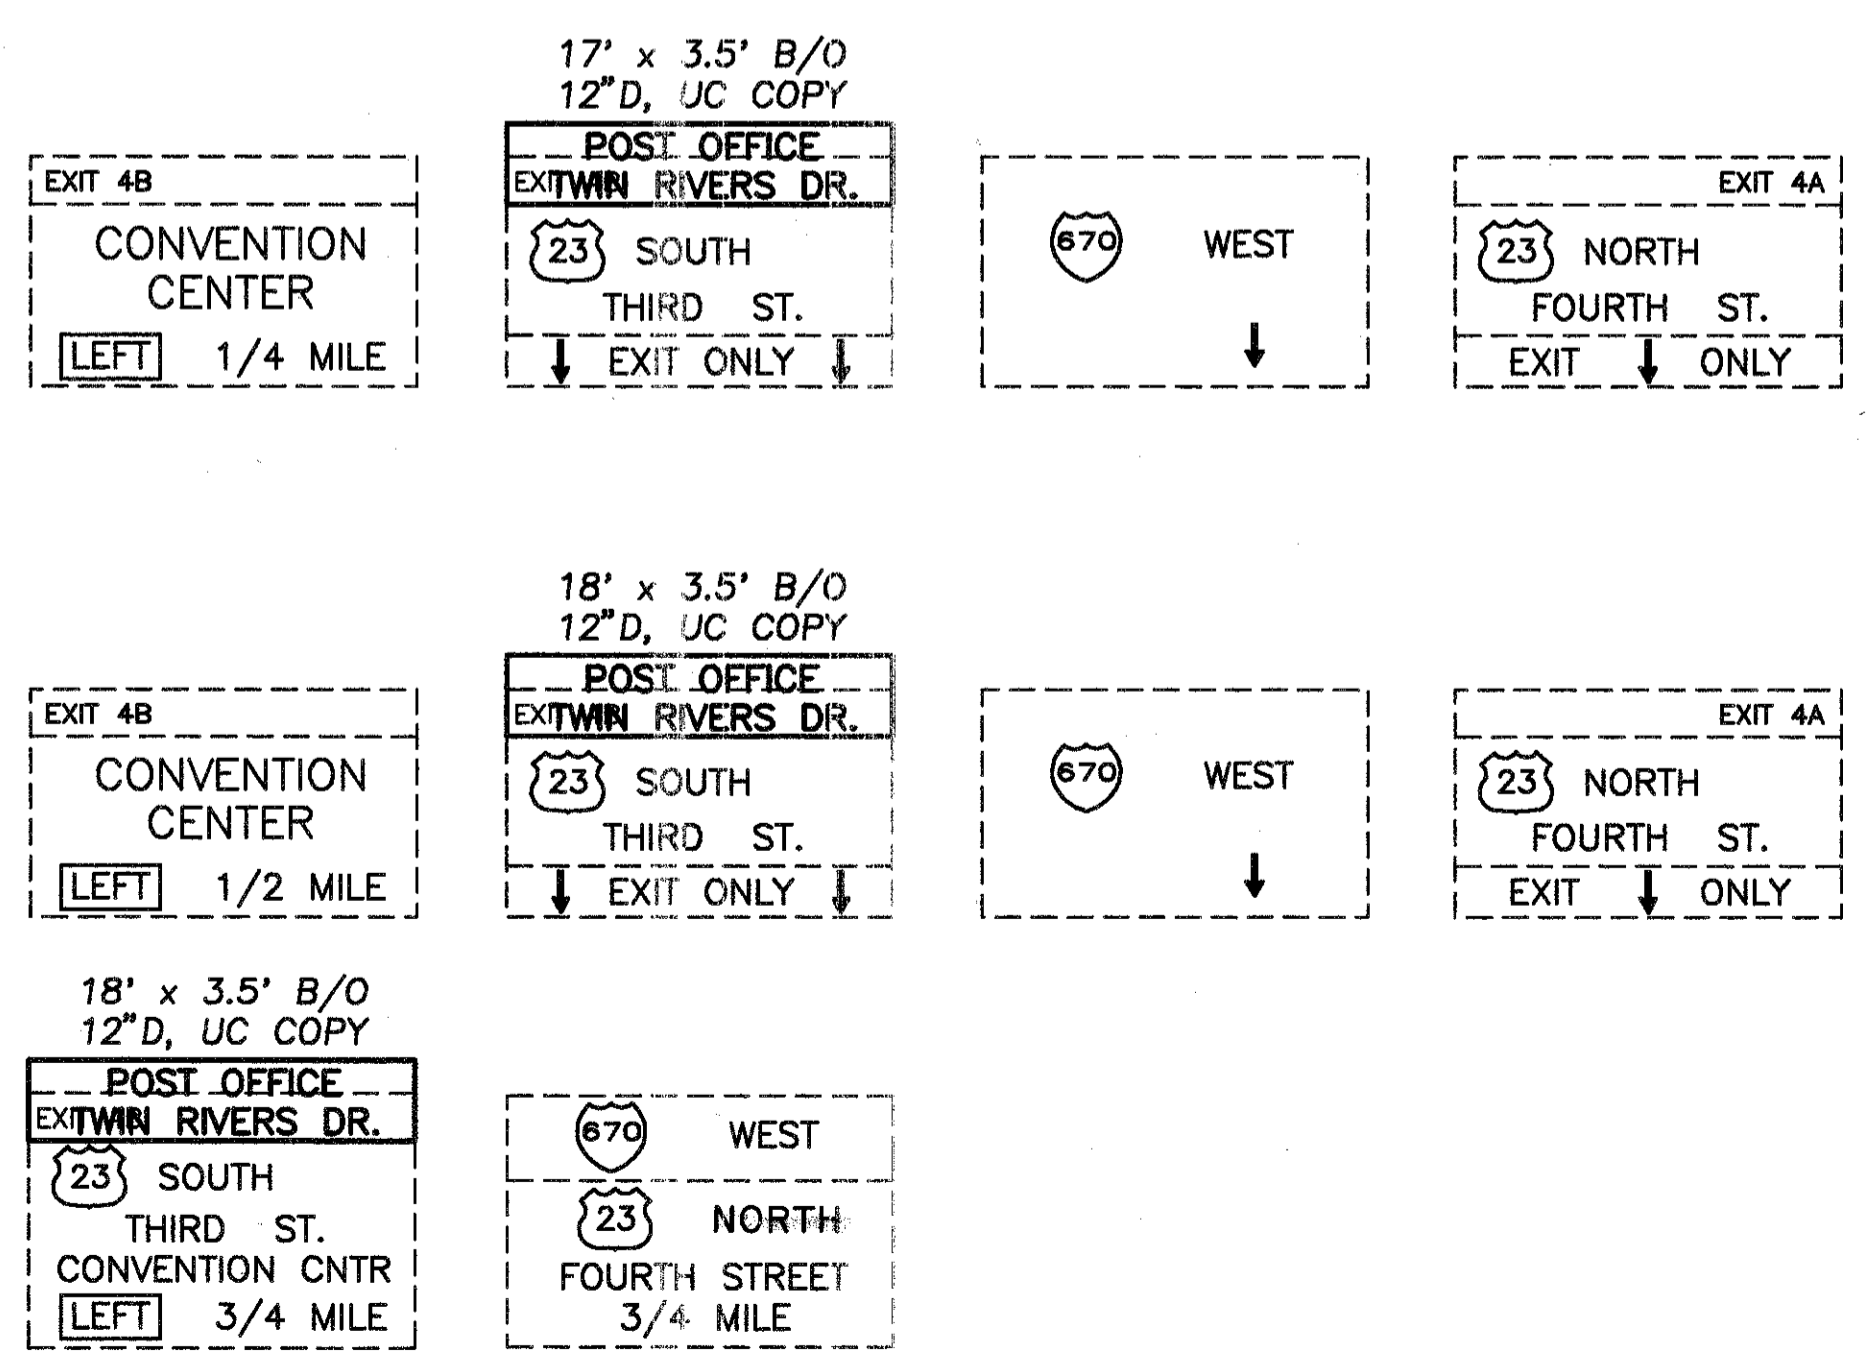 17' x 3.5' B/O
12"D, UC COPY
EXIT 4B
CONVENTION
CENTER
LEFT 1/4 MILE
POST OFFICE
TWIN RIVERS DR.
23 SOUTH
THIRD ST.
EXIT ONLY
670 WEST
EXIT 4A
23 NORTH
FOURTH ST.
EXIT ONLY
18' x 3.5' B/O
12"D, UC COPY
EXIT 4B
CONVENTION
CENTER
LEFT 1/2 MILE
POST OFFICE
TWIN RIVERS DR.
23 SOUTH
THIRD ST.
EXIT ONLY
670 WEST
EXIT 4A
23 NORTH
FOURTH ST.
EXIT ONLY
18' x 3.5' B/O
12"D, UC COPY
POST OFFICE
TWIN RIVERS DR.
23 SOUTH
THIRD ST.
CONVENTION CNTR
LEFT 3/4 MILE
670 WEST
23 NORTH
FOURTH STREET
3/4 MILE